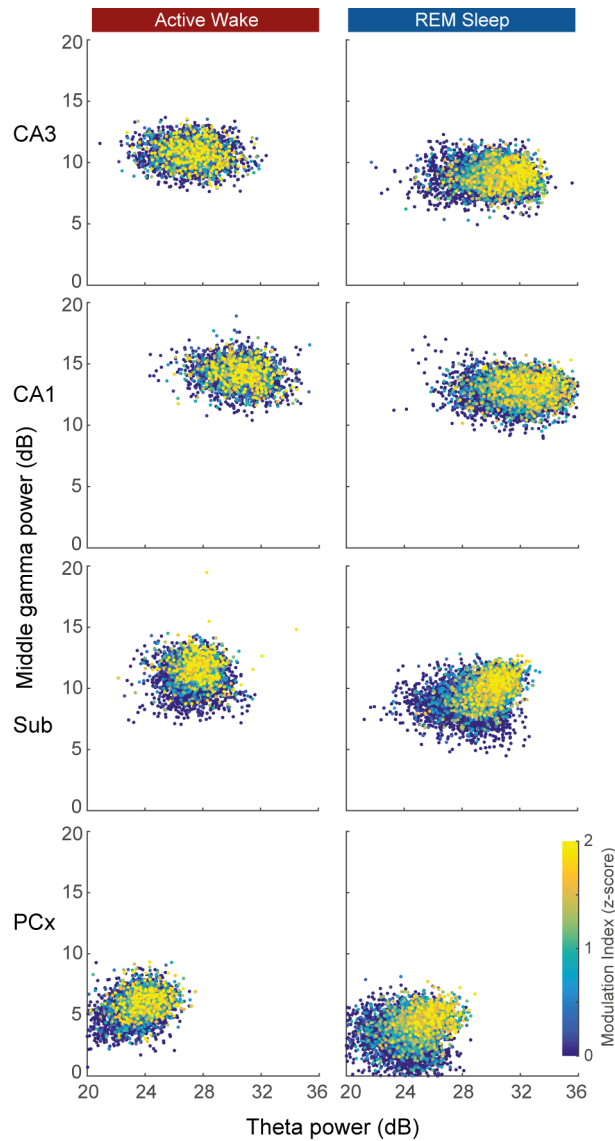 Active Wake
REM Sleep
CA3
20
15
10
5
0
CA1
20
15
10
5
0
Middle gamma power (dB)
Sub
20
15
10
5
0
PCx
20
15
10
5
0
20 24 28 32 36
20 24 28 32 36
2
1
0
Modulation Index (z-score)
Theta power (dB)